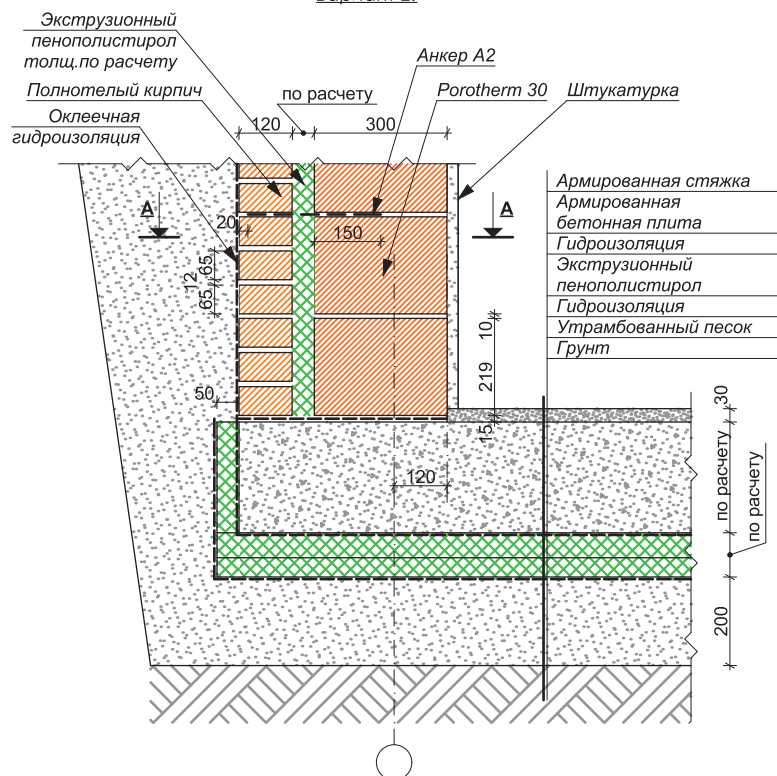 Вариант 2.
Экструзионный
пенополистирол
толщ.по расчету
Полнотелый кирпич
Оклеечная
гидроизоляция
по расчету
Анкер А2
Porotherm 30
Штукатурка
120
300
Армированная стяжка
Армированная
бетонная плита
Гидроизоляция
Экструзионный
пенополистирол
Гидроизоляция
Утрамбованный песок
Грунт
А
А
20
150
65
12
65
10
219
15
50
30
120
по расчету
по расчету
200